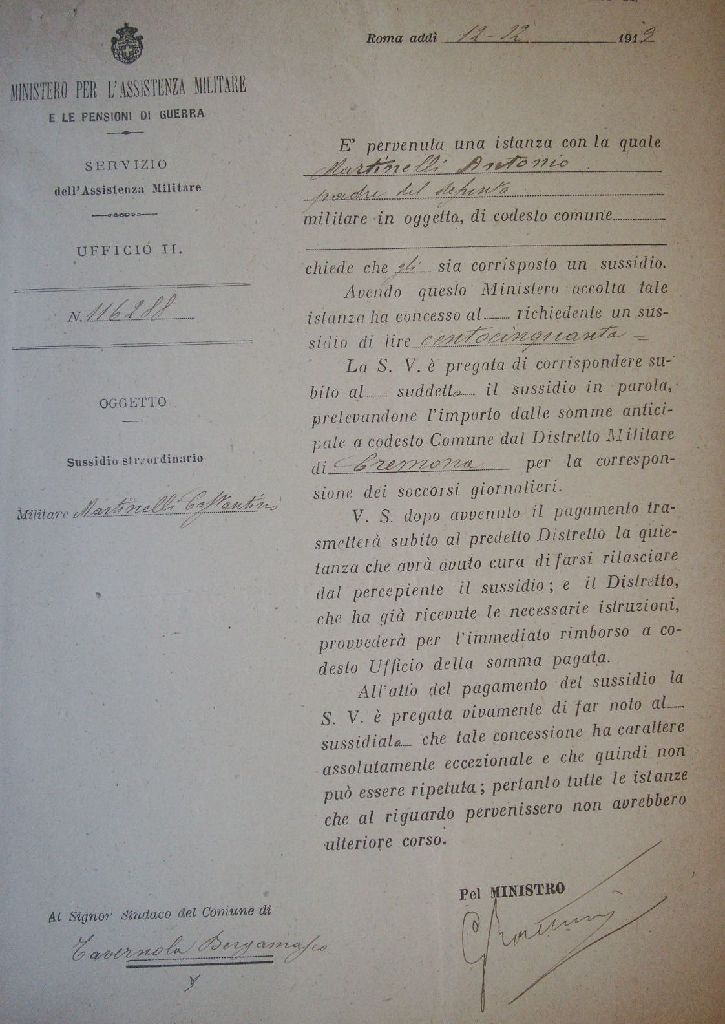 Roma addì 12-12 1919
MINISTERO PER L'ASSISTENZA MILITARE
E LE PENSIONI DI GUERRA
SERVIZIO
dell'Assistenza Militare
UFFICIO II.
N. 116288
OGGETTO
Sussidio straordinario
Militare Martinelli Costantino
Al Signor Sindaco del Comune di
Tavernola Bergamasca
E' pervenuta una istanza con la quale
Martinelli Antonio
padre del defunto
militare in oggetto, di codesto comune
chiede che gli sia corrisposto un sussidio.
Avendo questo Ministero accolta tale
istanza ha concesso al richiedente un sus-
sidio di lire centocinquanta =
La S. V. è pregata di corrispondere su-
bito al suddetto il sussidio in parola,
prelevandone l'importo dalle somme antici-
pate a codesto Comune dal Distretto Militare
di Cremona per la correspon-
sione dei soccorsi giornalieri.
V. S. dopo avvenuto il pagamento tra-
smetterà subito al predetto Distretto la quie-
tanza che avrà avuto cura di farsi rilasciare
dal percepiente il sussidio; e il Distretto,
che ha già ricevute le necessarie istruzioni,
provvederà per l'immediato rimborso a co-
desto Ufficio della somma pagata.
All'atto del pagamento del sussidio la
S. V. è pregata vivamente di far noto al
sussidiato che tale concessione ha carattere
assolutamente eccezionale e che quindi non
può essere ripetuta; pertanto tutte le istanze
che al riguardo pervenissero non avrebbero
ulteriore corso.
Pel MINISTRO